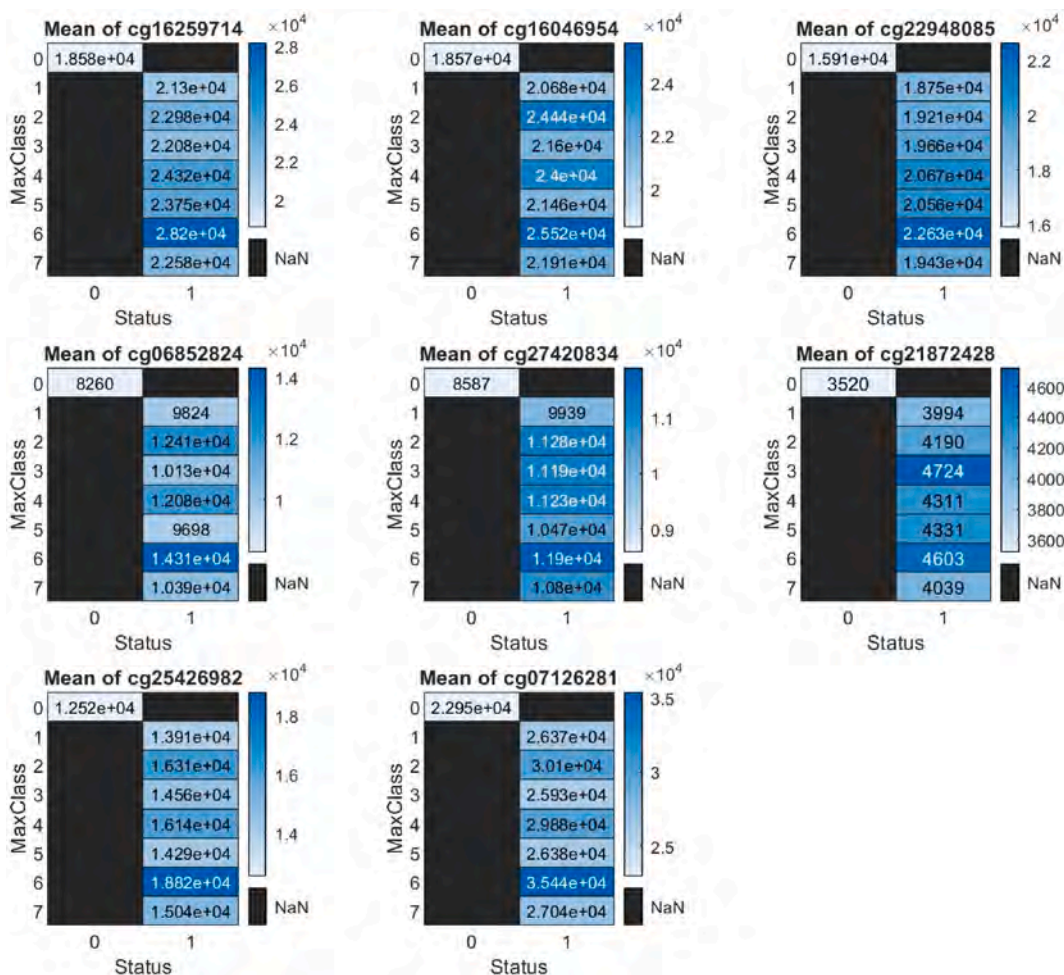 Mean of cg16259714
×10⁴
MaxClass
0 1.858e+04
1 2.13e+04
2 2.298e+04
3 2.208e+04
4 2.432e+04
5 2.375e+04
6 2.82e+04
7 2.258e+04
0 1
Status
2.8
2.6
2.4
2.2
2
NaN
Mean of cg16046954
×10⁴
MaxClass
0 1.857e+04
1 2.068e+04
2 2.444e+04
3 2.16e+04
4 2.4e+04
5 2.146e+04
6 2.552e+04
7 2.191e+04
0 1
Status
2.4
2.2
2
NaN
Mean of cg22948085
×10⁴
MaxClass
0 1.591e+04
1 1.875e+04
2 1.921e+04
3 1.966e+04
4 2.067e+04
5 2.056e+04
6 2.263e+04
7 1.943e+04
0 1
Status
2.2
2
1.8
1.6
NaN
Mean of cg06852824
×10⁴
MaxClass
0 8260
1 9824
2 1.241e+04
3 1.013e+04
4 1.208e+04
5 9698
6 1.431e+04
7 1.039e+04
0 1
Status
1.4
1.2
1
NaN
Mean of cg27420834
×10⁴
MaxClass
0 8587
1 9939
2 1.128e+04
3 1.119e+04
4 1.123e+04
5 1.047e+04
6 1.19e+04
7 1.08e+04
0 1
Status
1.1
1
0.9
NaN
Mean of cg21872428
MaxClass
0 3520
1 3994
2 4190
3 4724
4 4311
5 4331
6 4603
7 4039
0 1
Status
4600
4400
4200
4000
3800
3600
NaN
Mean of cg25426982
×10⁴
MaxClass
0 1.252e+04
1 1.391e+04
2 1.631e+04
3 1.456e+04
4 1.614e+04
5 1.429e+04
6 1.882e+04
7 1.504e+04
0 1
Status
1.8
1.6
1.4
NaN
Mean of cg07126281
×10⁴
MaxClass
0 2.295e+04
1 2.637e+04
2 3.01e+04
3 2.593e+04
4 2.988e+04
5 2.638e+04
6 3.544e+04
7 2.704e+04
0 1
Status
3.5
3
2.5
NaN